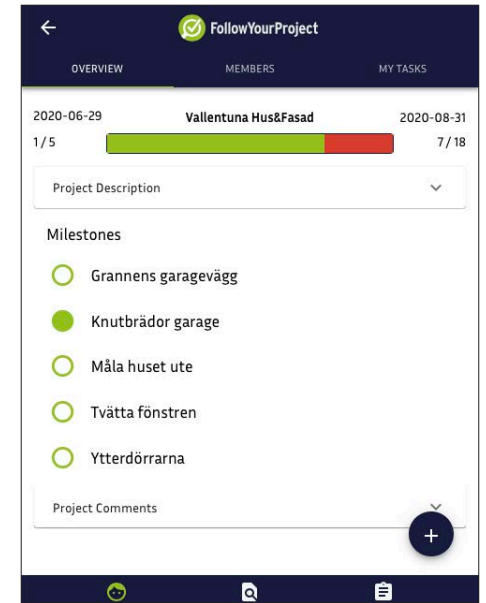 FollowYourProject
OVERVIEW MEMBERS MY TASKS
2020-06-29 Vallentuna Hus&Fasad 2020-08-31
1/5 7/18
Project Description
Milestones
Grannens garagevägg
Knutbrädor garage
Måla huset ute
Tvätta fönstren
Ytterdörrarna
Project Comments